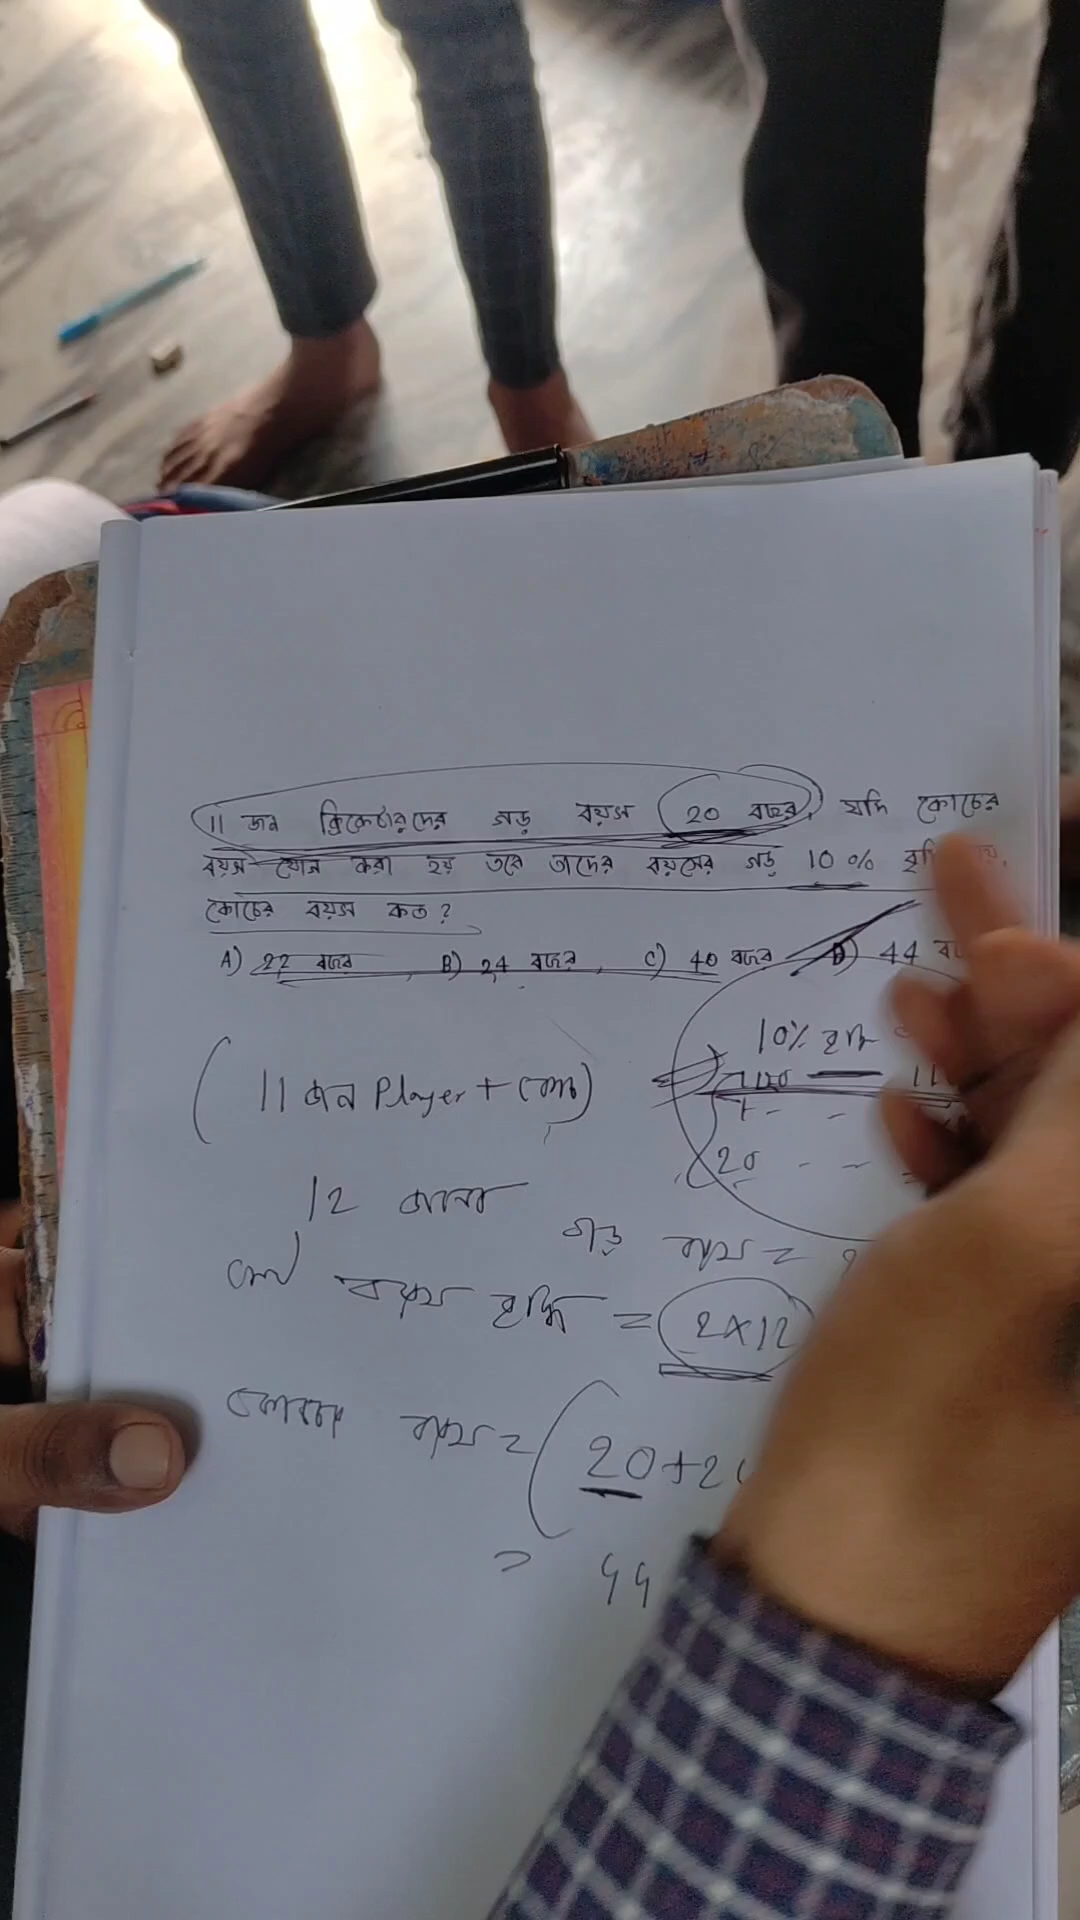 11 জন ক্রিকেটারদের গড় বয়স 20 বছর, যদি কোচের
বয়স যোগ করা হয় তবে তাদের বয়সের গড় 10 %
কোচের বয়স কত?
A) 22 বছর, B) 24 বছর, C) 40 বছর D) 44
10% বৃদ্ধি
100
(11 জন Player +
20 - - =
12 জনের
গড় বয়স =
মোট বয়স বৃদ্ধি = 2×12
কোচের বয়স = (20+2
= 44